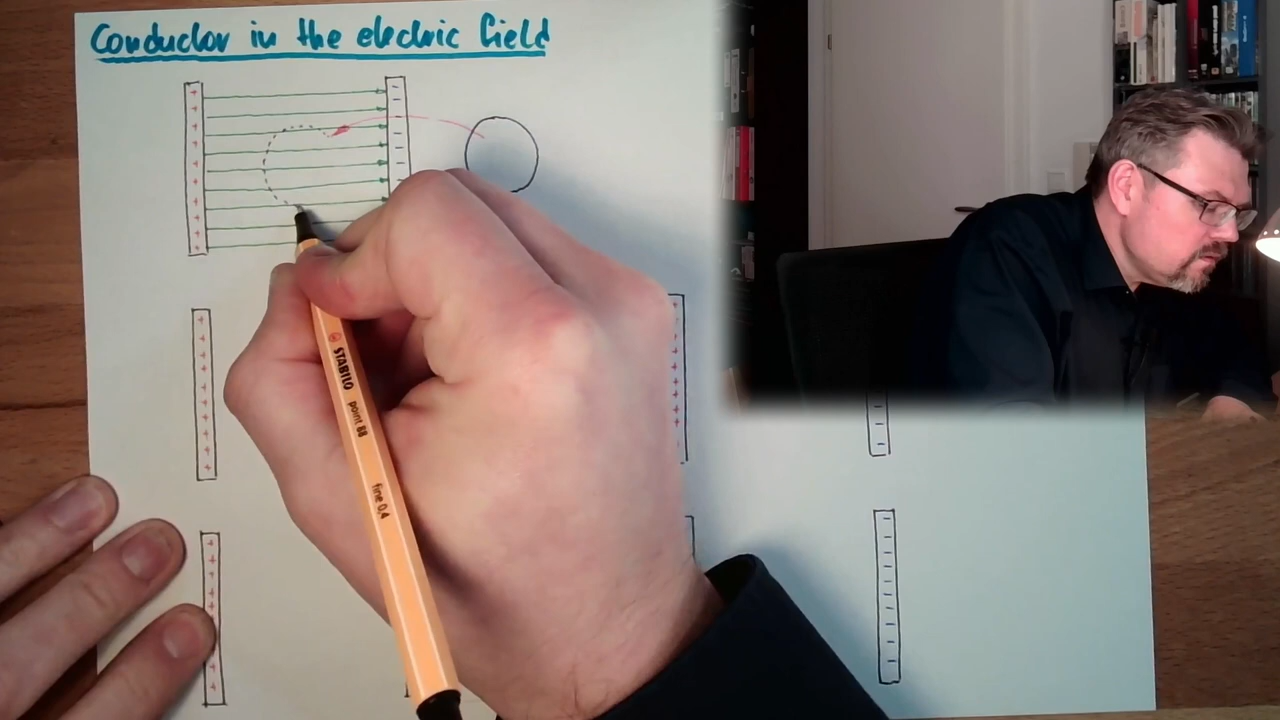 Conductor in the electric field
STABILO point 88 fine 0,4